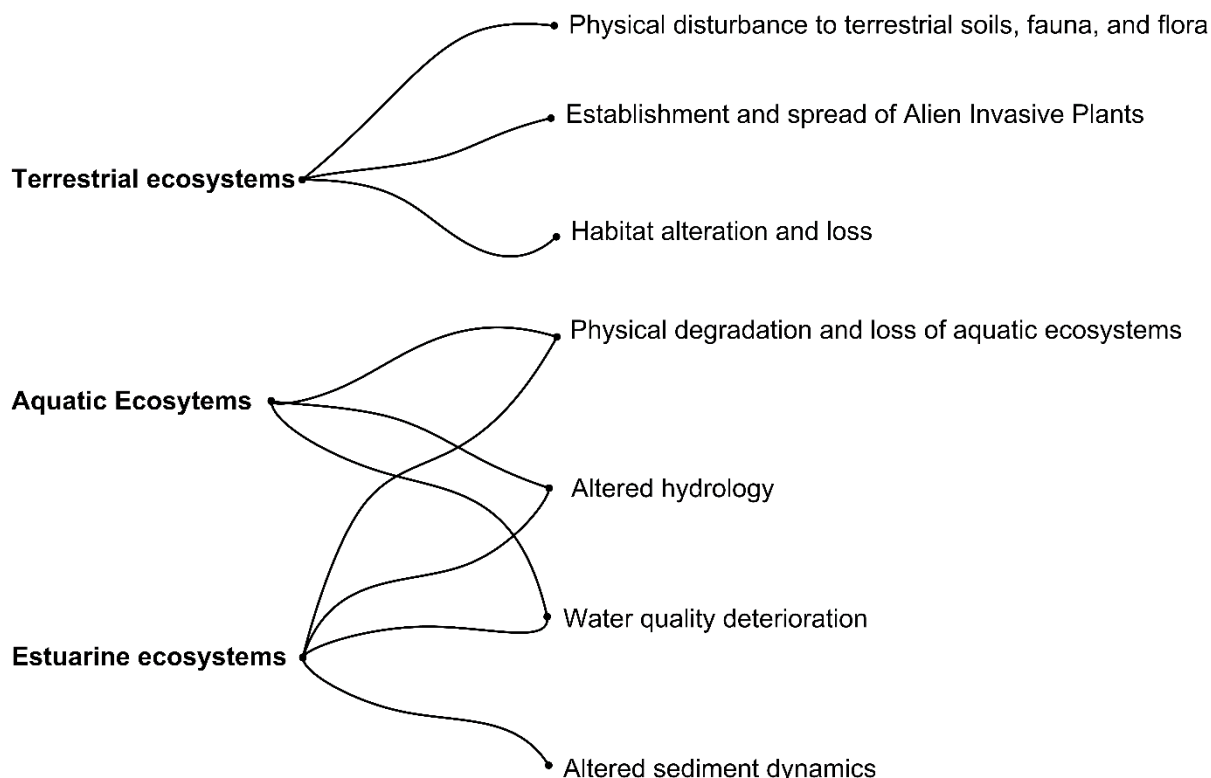 Physical disturbance to terrestrial soils, fauna, and flora
Establishment and spread of Alien Invasive Plants
Terrestrial ecosystems
Habitat alteration and loss
Physical degradation and loss of aquatic ecosystems
Aquatic Ecosytems
Altered hydrology
Water quality deterioration
Estuarine ecosystems
Altered sediment dynamics